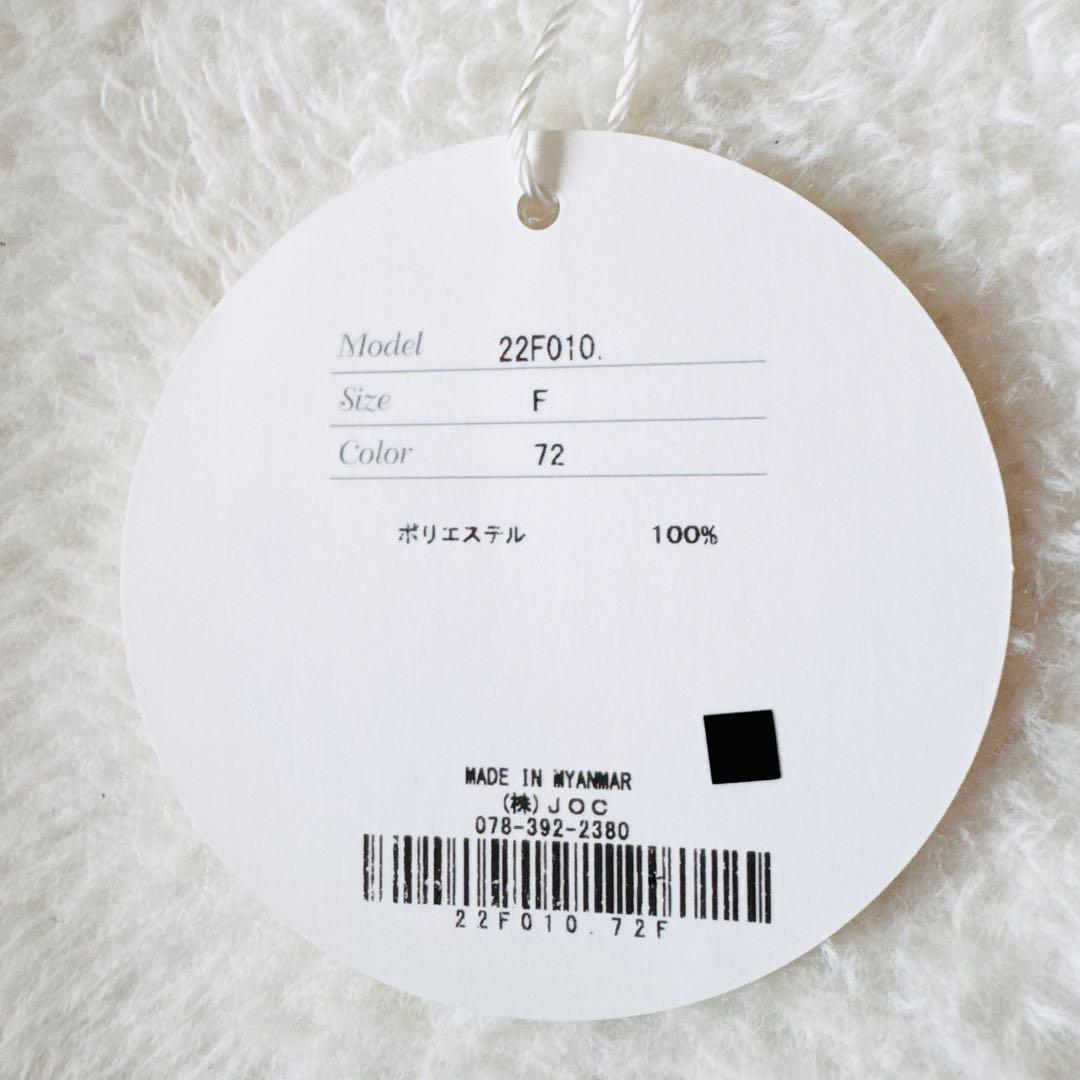 Model 22F010.
Size F
Color 72
ポリエステル 100%
MADE IN MYANMAR
(株)JOC
078-392-2380
22F010.72F